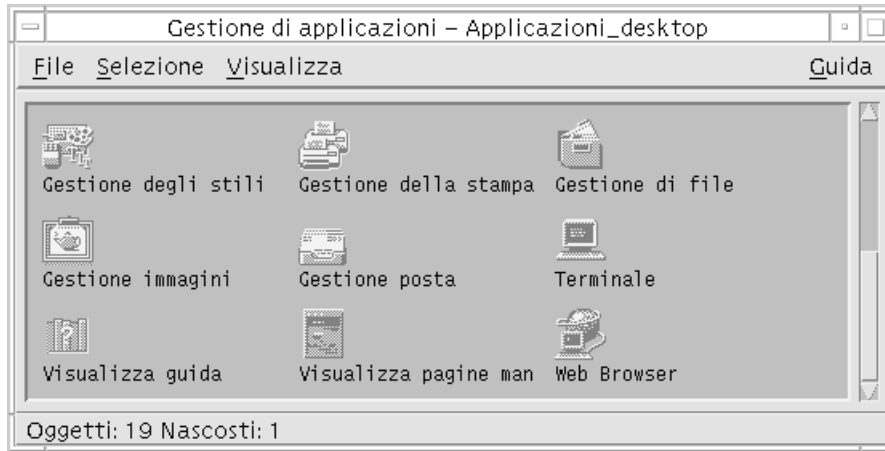 Gestione di applicazioni – Applicazioni_desktop
File Selezione Visualizza Guida
Gestione degli stili Gestione della stampa Gestione di file
Gestione immagini Gestione posta Terminale
Visualizza guida Visualizza pagine man Web Browser
Oggetti: 19 Nascosti: 1